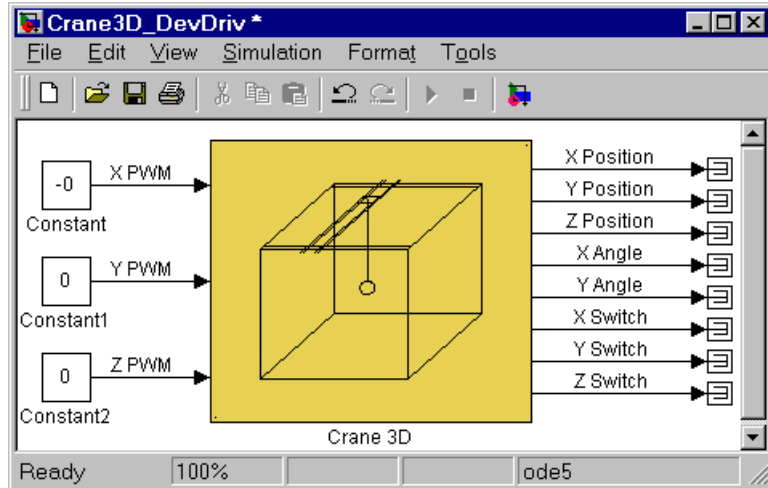 Crane3D_DevDriv *
File Edit View Simulation Format Tools
X PWM
-0
Constant
Y PWM
0
Constant1
Z PWM
0
Constant2
X Position
Y Position
Z Position
X Angle
Y Angle
X Switch
Y Switch
Z Switch
Crane 3D
Ready 100% ode5